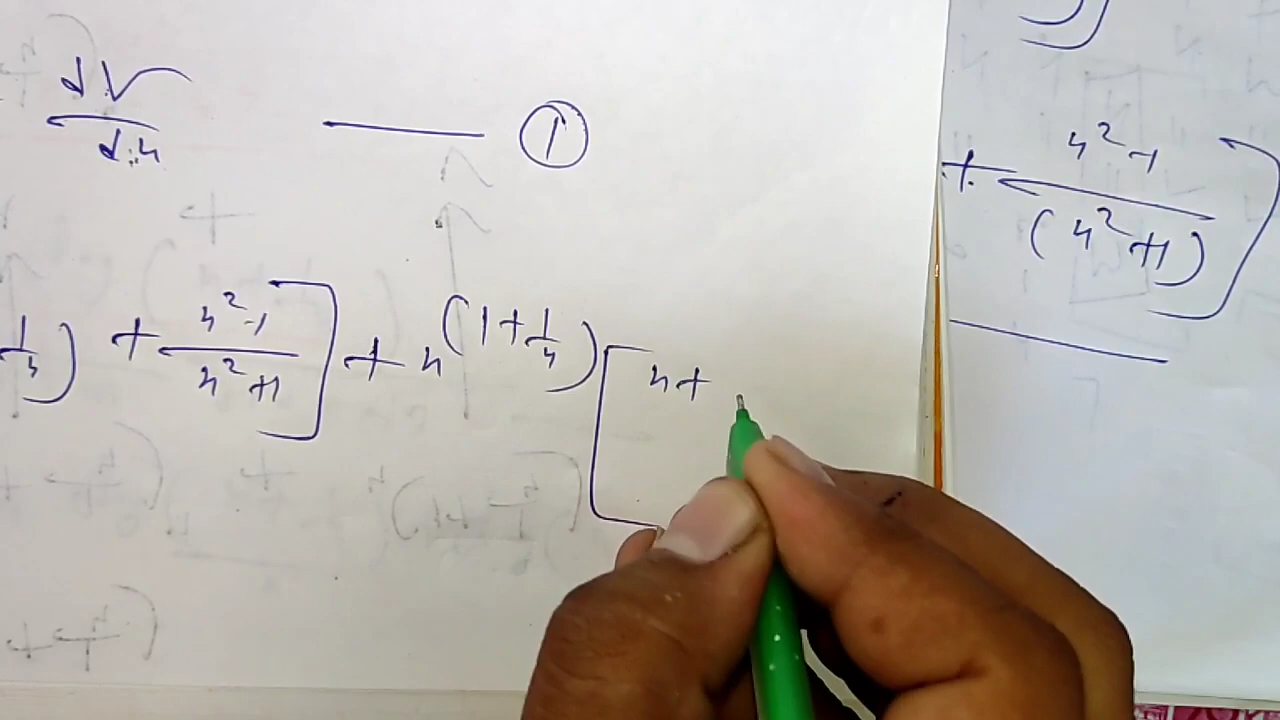 dV
dx
①
1/x) + x²-1/x²+1 ] + x^(1+1/x) [ x+
+ x²-1/(x²+1) ]